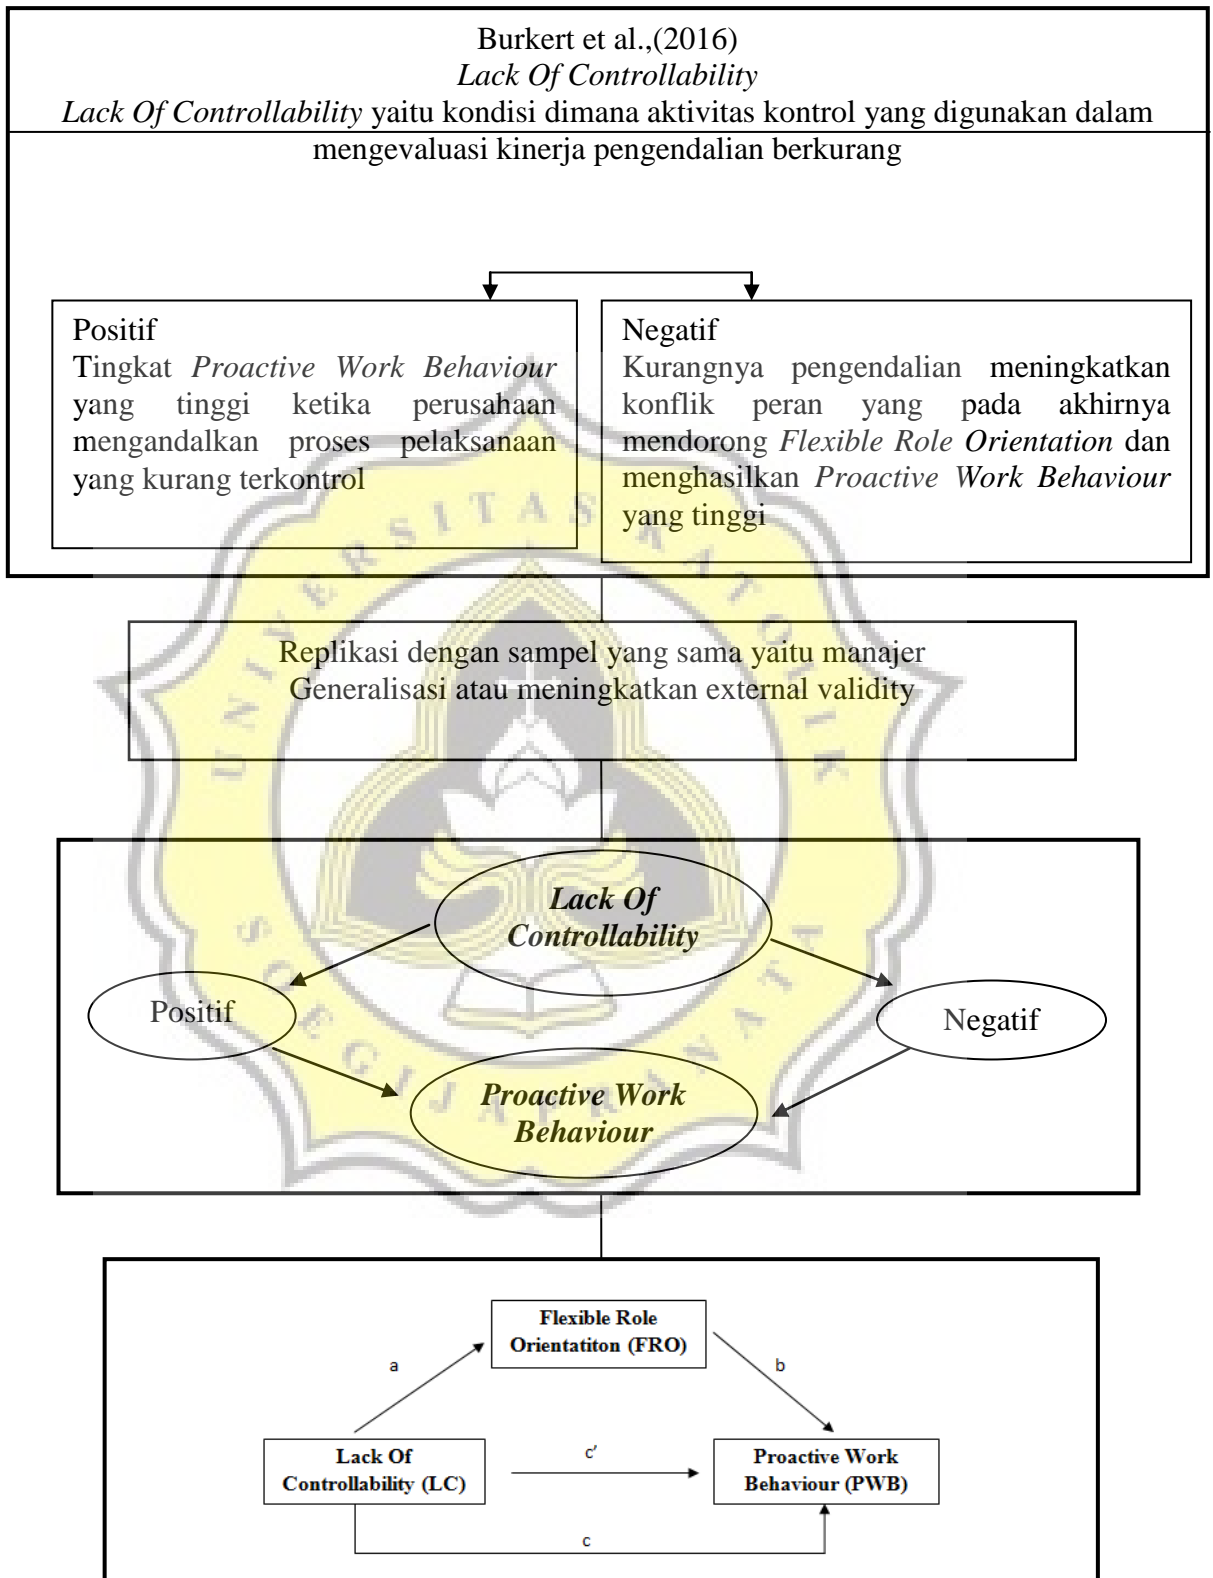 Burkert et al.,(2016)
Lack Of Controllability
Lack Of Controllability yaitu kondisi dimana aktivitas kontrol yang digunakan dalam
mengevaluasi kinerja pengendalian berkurang
Positif
Tingkat Proactive Work Behaviour
yang tinggi ketika perusahaan
mengandalkan proses pelaksanaan
yang kurang terkontrol
Negatif
Kurangnya pengendalian meningkatkan
konflik peran yang pada akhirnya
mendorong Flexible Role Orientation dan
menghasilkan Proactive Work Behaviour
yang tinggi
UNIVERSITAS KATOLIK
SOEGIJAPRANATA
Replikasi dengan sampel yang sama yaitu manajer
Generalisasi atau meningkatkan external validity
Lack Of
Controllability
Positif
Negatif
Proactive Work
Behaviour
Flexible Role
Orientatiton (FRO)
a
b
Lack Of
Controllability (LC)
c'
Proactive Work
Behaviour (PWB)
c